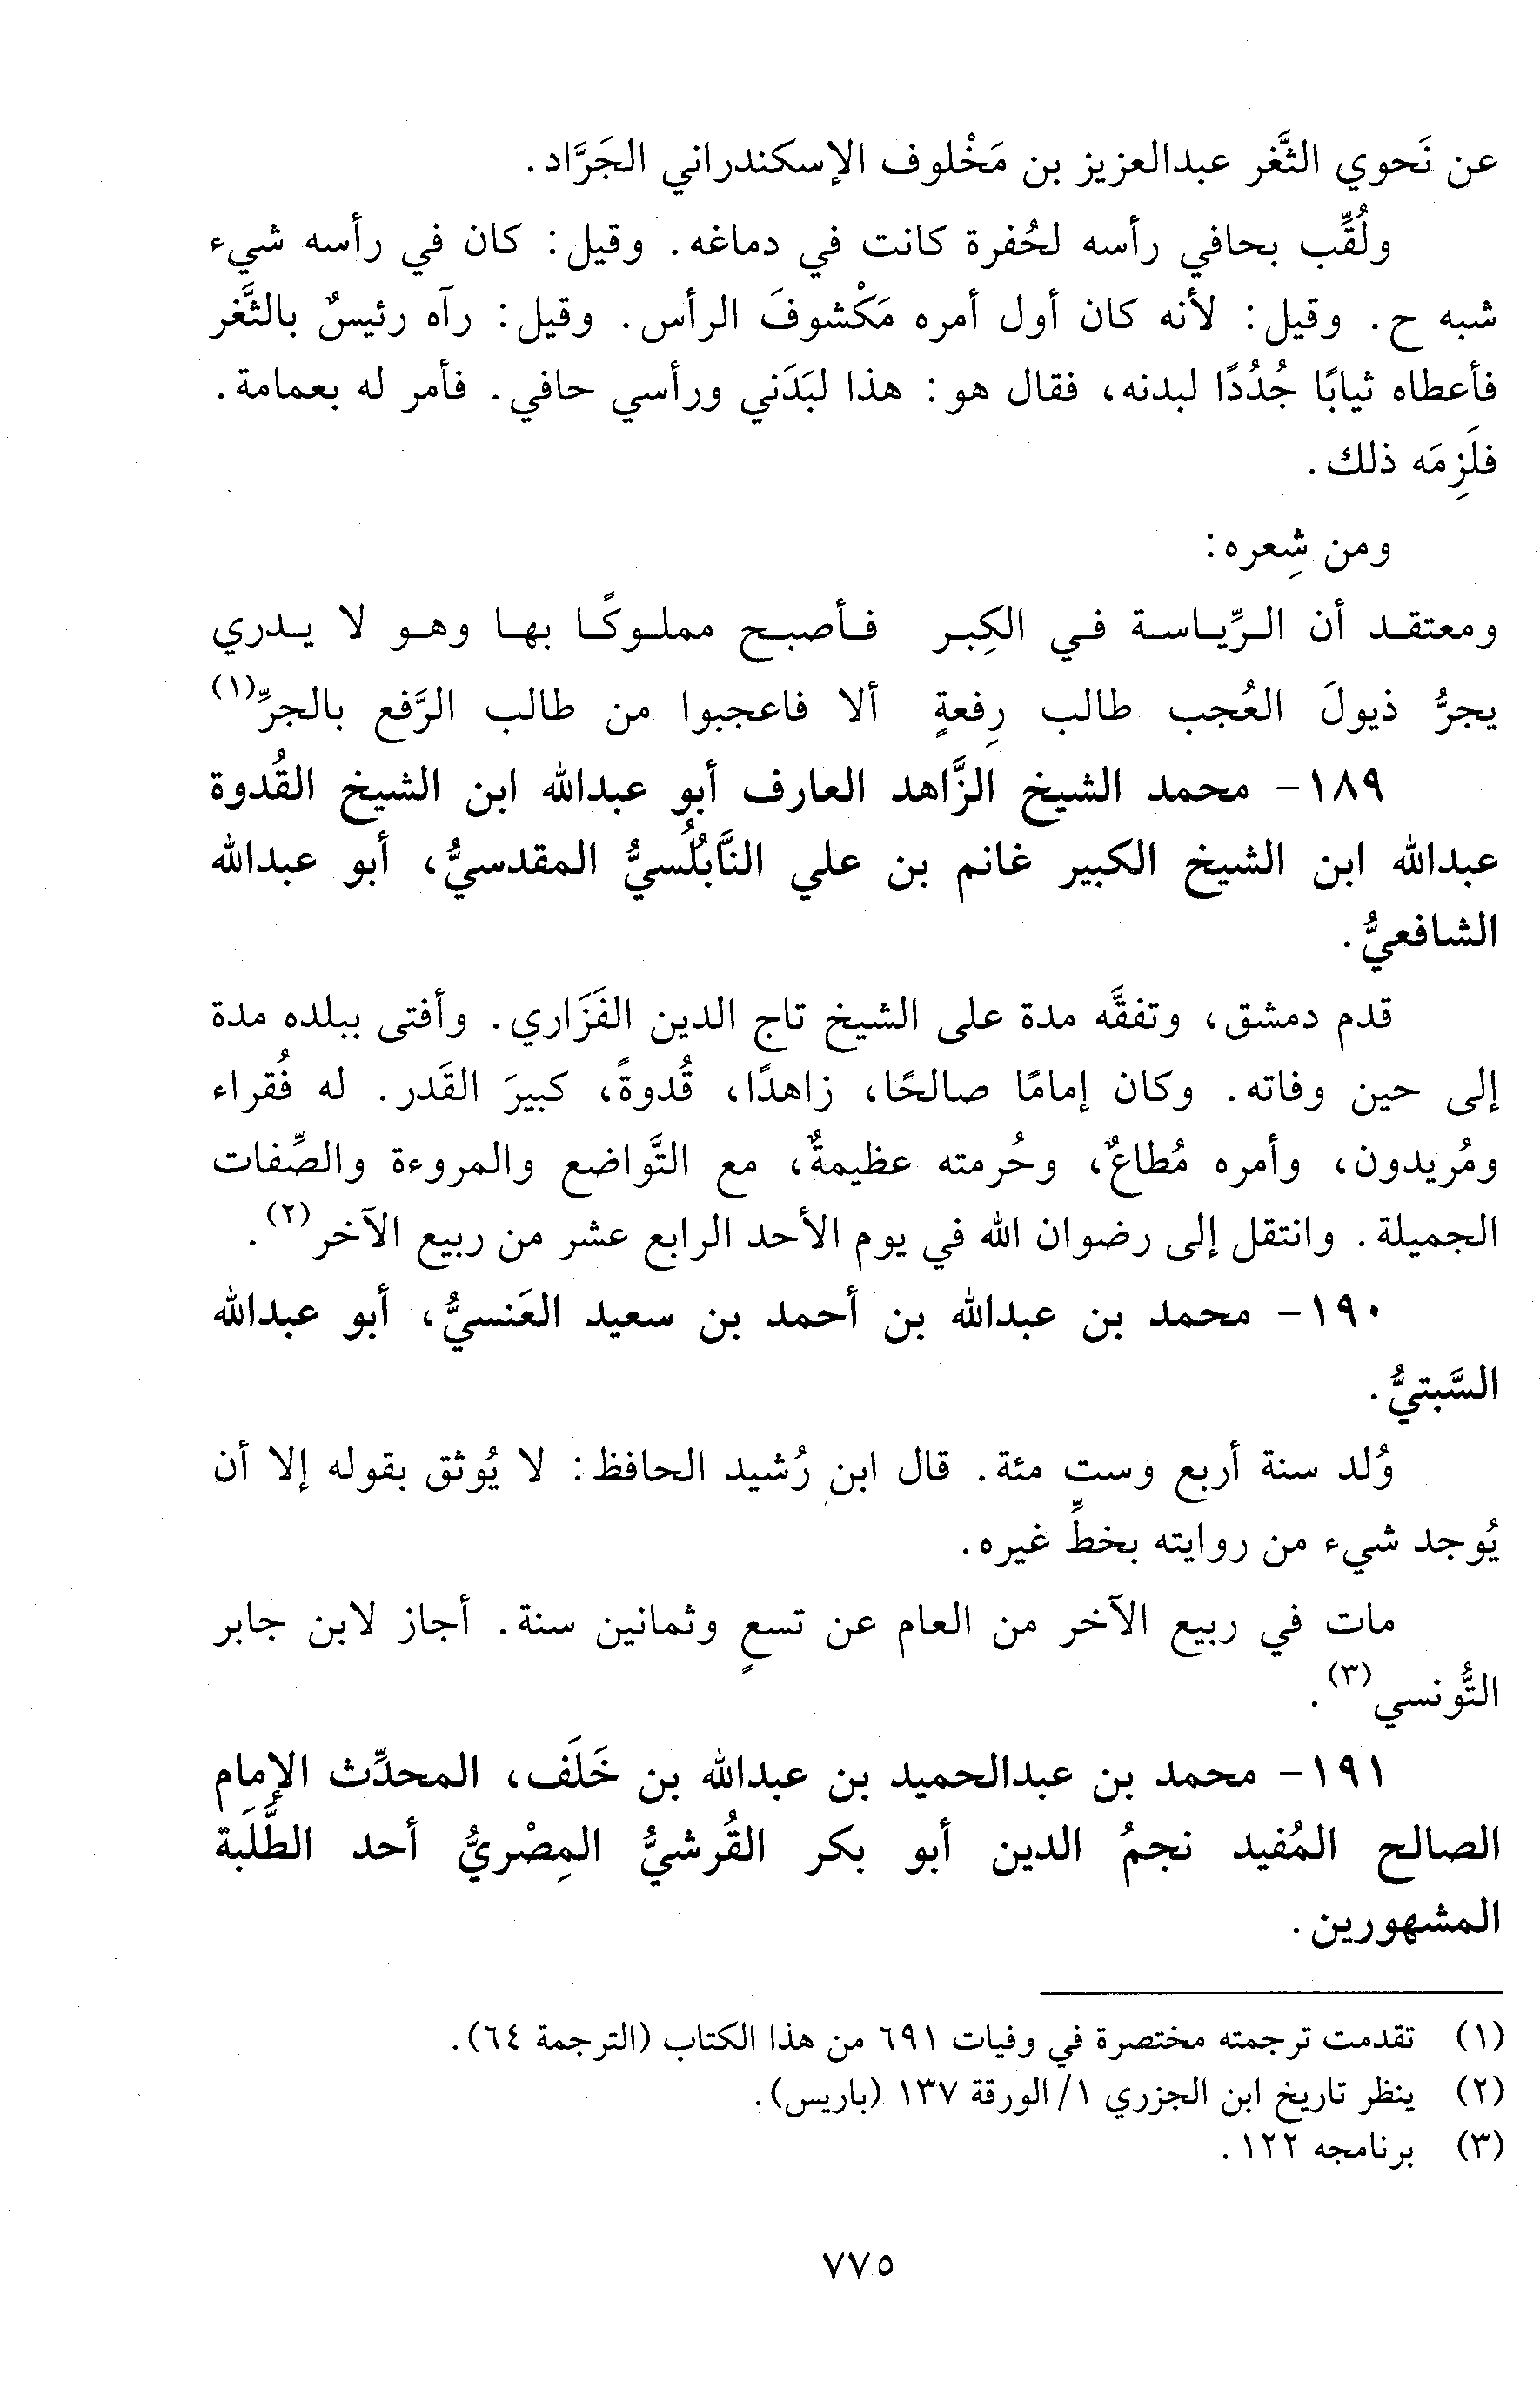 عن نَحوي الثَّغر عبدالعزيز بن مَخْلوف الإسكندراني الجَرَّاد.
ولُقِّب بحافي رأسه لحُفرة كانت في دماغه. وقيل: كان في رأسه شيء
شبه ح. وقيل: لأنه كان أول أمره مَكْشوفَ الرأس. وقيل: رآه رئيسٌ بالثَّغر
فأعطاه ثيابًا جُدُدًا لبدنه، فقال هو: هذا لبَدَني ورأسي حافي. فأمر له بعمامة.
فلَزِمَه ذلك.
ومن شِعره:
ومعتقد أن الرِّياسة في الكِبر فأصبح مملوكًا بها وهو لا يدري
يجرُّ ذيولَ العُجب طالب رِفعةٍ ألا فاعجبوا من طالب الرَّفع بالجرِّ(١)
١٨٩- محمد الشيخ الزَّاهد العارف أبو عبدالله ابن الشيخ القُدوة
عبدالله ابن الشيخ الكبير غانم بن علي النَّابُلُسيُّ المقدسيُّ، أبو عبدالله
الشافعيُّ.
قدم دمشق، وتفقَّه مدة على الشيخ تاج الدين الفَزَاري. وأفتى ببلده مدة
إلى حين وفاته. وكان إمامًا صالحًا، زاهدًا، قُدوةً، كبيرَ القَدر. له فُقراء
ومُريدون، وأمره مُطاعٌ، وحُرمته عظيمةٌ، مع التَّواضع والمروءة والصِّفات
الجميلة. وانتقل إلى رضوان الله في يوم الأحد الرابع عشر من ربيع الآخر(٢).
١٩٠- محمد بن عبدالله بن أحمد بن سعيد العَنسيُّ، أبو عبدالله
السَّبتيُّ.
وُلد سنة أربع وست مئة. قال ابن رُشيد الحافظ: لا يُوثق بقوله إلا أن
يُوجد شيء من روايته بخطِّ غيره.
مات في ربيع الآخر من العام عن تسعٍ وثمانين سنة. أجاز لابن جابر
التُّونسي(٣).
١٩١- محمد بن عبدالحميد بن عبدالله بن خَلَف، المحدِّث الإمام
الصالح المُفيد نجمُ الدين أبو بكر القُرشيُّ المِصْريُّ أحد الطَّلَبة
المشهورين.
(١) تقدمت ترجمته مختصرة في وفيات ٦٩١ من هذا الكتاب (الترجمة ٦٤).
(٢) ينظر تاريخ ابن الجزري ١/ الورقة ١٣٧ (باريس).
(٣) برنامجه ١٢٢.
٧٧٥